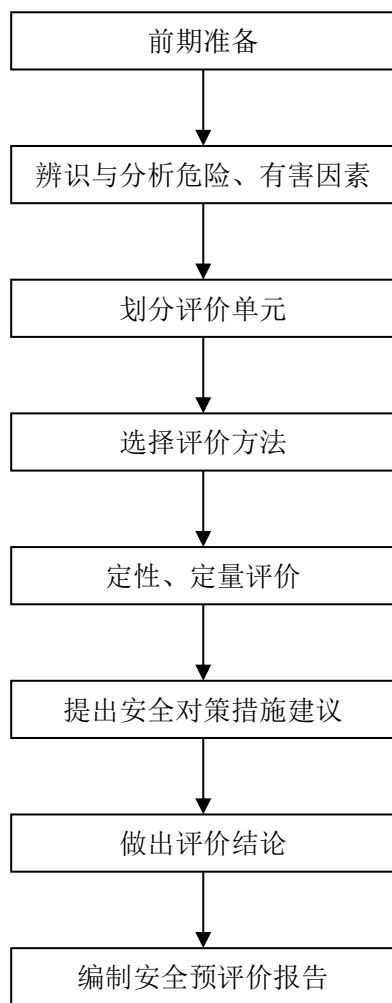 前期准备
辨识与分析危险、有害因素
划分评价单元
选择评价方法
定性、定量评价
提出安全对策措施建议
做出评价结论
编制安全预评价报告